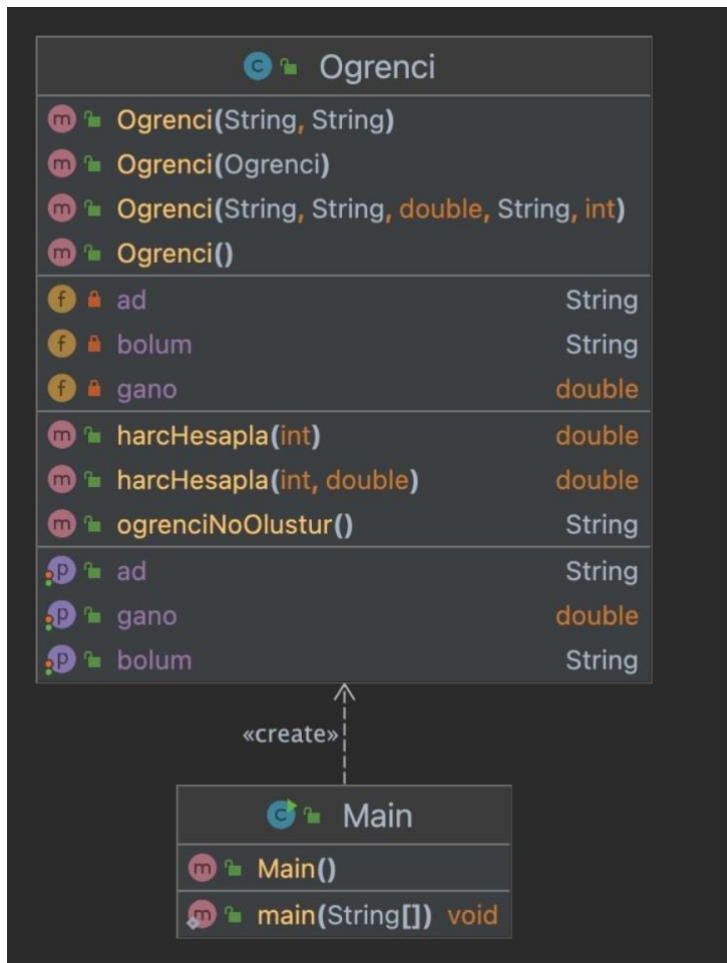 Ogrenci
Ogrenci(String, String)
Ogrenci(Ogrenci)
Ogrenci(String, String, double, String, int)
Ogrenci()
ad String
bolum String
gano double
harcHesapla(int) double
harcHesapla(int, double) double
ogrenciNoOlustur() String
ad String
gano double
bolum String
«create»
Main
Main()
main(String[]) void